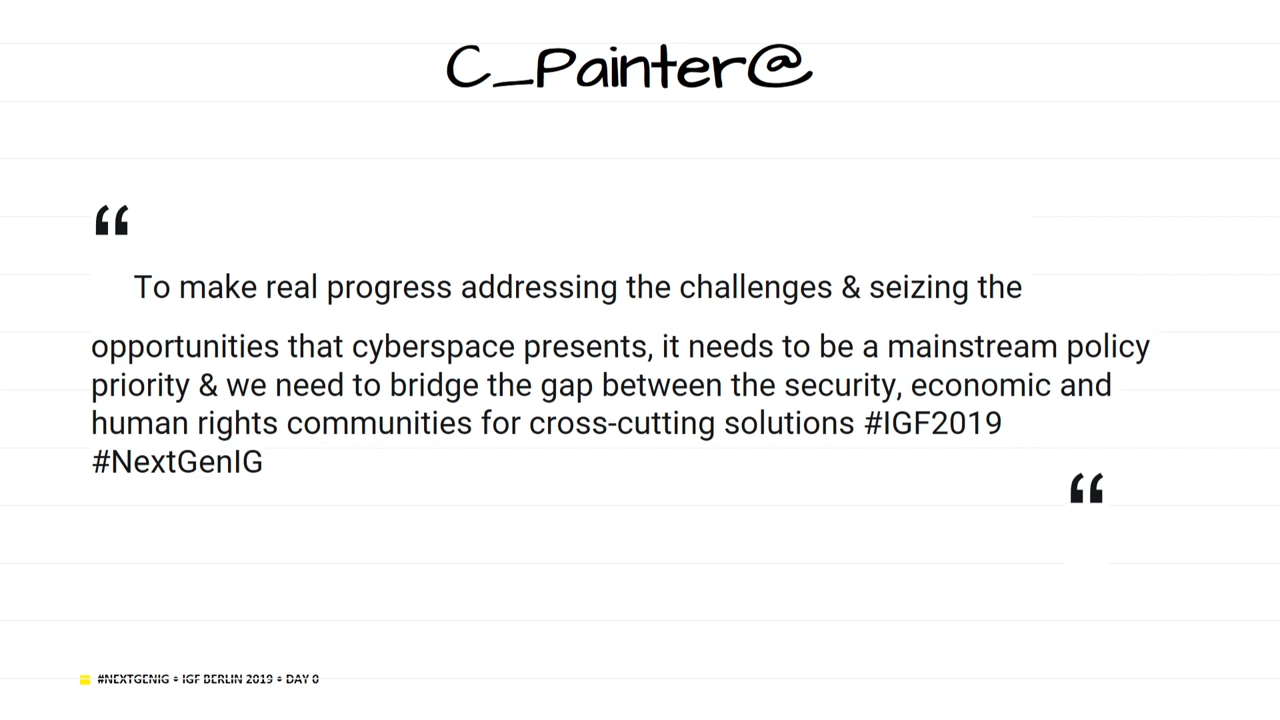 C_Painter@
“
To make real progress addressing the challenges & seizing the
opportunities that cyberspace presents, it needs to be a mainstream policy
priority & we need to bridge the gap between the security, economic and
human rights communities for cross-cutting solutions #IGF2019
#NextGenIG
“
#NEXTGENIG • IGF BERLIN 2019 • DAY 0